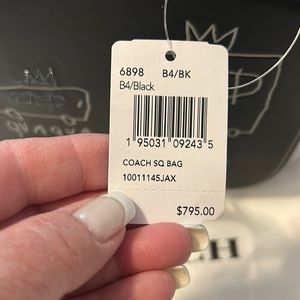 6898 B4/BK
B4/Black
1 95031 09243 5
COACH SQ BAG
10011145JAX
$795.00